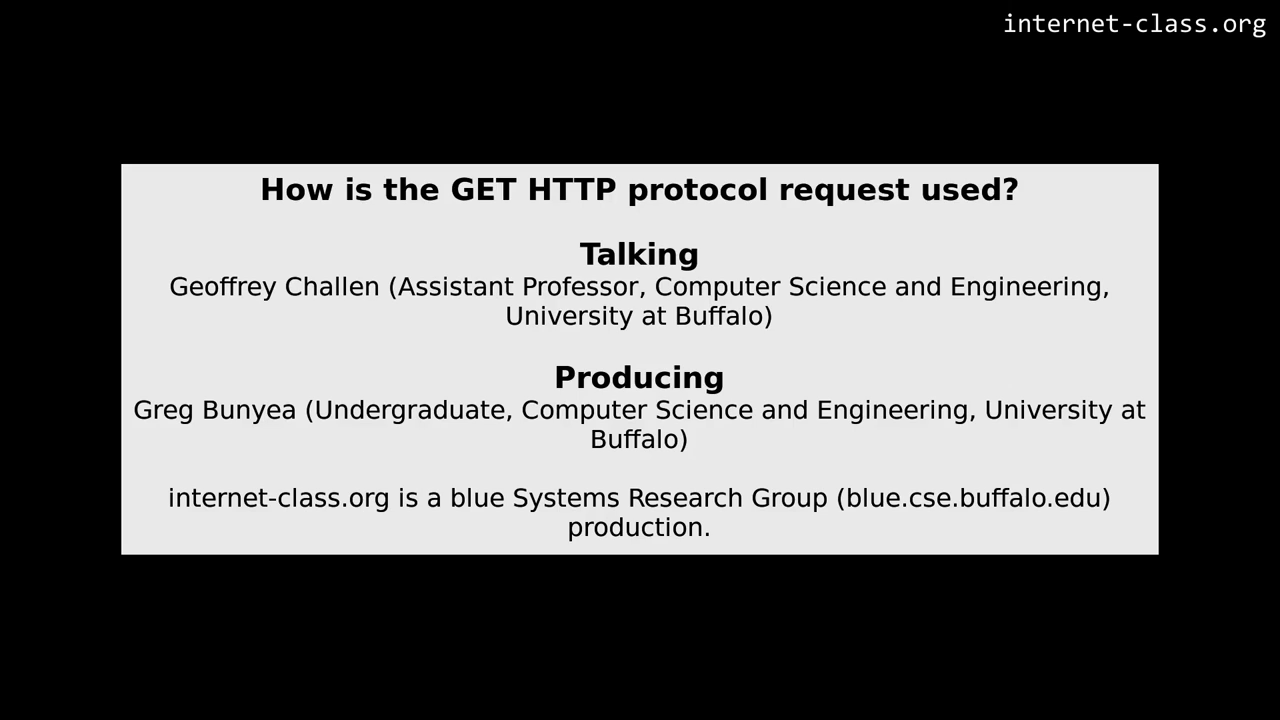 internet-class.org
How is the GET HTTP protocol request used?
Talking
Geoffrey Challen (Assistant Professor, Computer Science and Engineering,
University at Buffalo)
Producing
Greg Bunyea (Undergraduate, Computer Science and Engineering, University at
Buffalo)
internet-class.org is a blue Systems Research Group (blue.cse.buffalo.edu)
production.